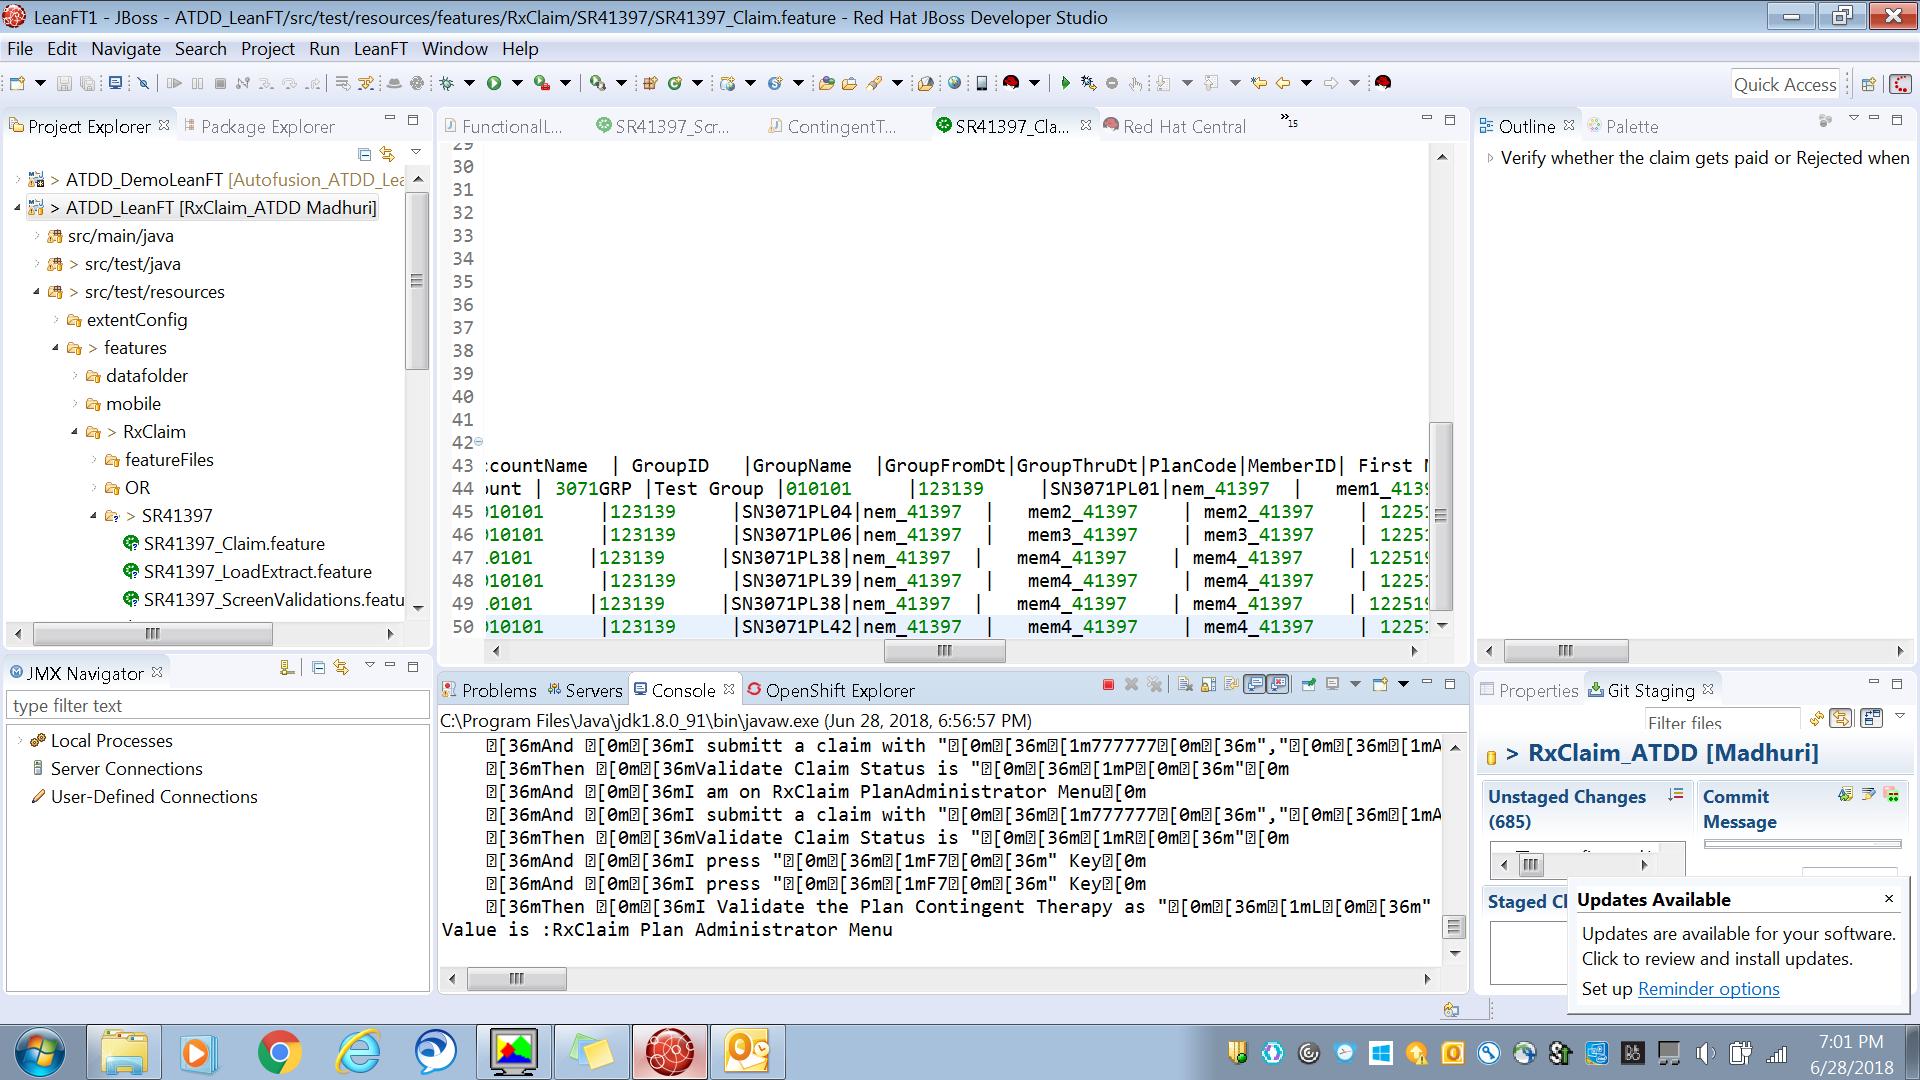 LeanFT1 - JBoss - ATDD_LeanFT/src/test/resources/features/RxClaim/SR41397/SR41397_Claim.feature - Red Hat JBoss Developer Studio
File Edit Navigate Search Project Run LeanFT Window Help
Quick Access
Project Explorer
Package Explorer
> ATDD_DemoLeanFT [Autofusion_ATDD_Lea
> ATDD_LeanFT [RxClaim_ATDD Madhuri]
src/main/java
> src/test/java
> src/test/resources
extentConfig
> features
datafolder
mobile
> RxClaim
featureFiles
OR
> SR41397
SR41397_Claim.feature
SR41397_LoadExtract.feature
SR41397_ScreenValidations.featu
JMX Navigator
type filter text
Local Processes
Server Connections
User-Defined Connections
FunctionalL...
SR41397_Scr...
ContingentT...
SR41397_Cla...
Red Hat Central
»15
29
30
31
32
33
34
35
36
37
38
39
40
41
42
43 countName | GroupID |GroupName |GroupFromDt|GroupThruDt|PlanCode|MemberID| First
44 ount | 3071GRP |Test Group |010101 |123139 |SN3071PL01|nem_41397 | mem1_4139
45 010101 |123139 |SN3071PL04|nem_41397 | mem2_41397 | mem2_41397 | 1225
46 010101 |123139 |SN3071PL06|nem_41397 | mem3_41397 | mem3_41397 | 1225
47 10101 |123139 |SN3071PL38|nem_41397 | mem4_41397 | mem4_41397 | 122519
48 010101 |123139 |SN3071PL39|nem_41397 | mem4_41397 | mem4_41397 | 1225
49 10101 |123139 |SN3071PL38|nem_41397 | mem4_41397 | mem4_41397 | 122519
50 010101 |123139 |SN3071PL42|nem_41397 | mem4_41397 | mem4_41397 | 1225
Problems
Servers
Console
OpenShift Explorer
C:\Program Files\Java\jdk1.8.0_91\bin\javaw.exe (Jun 28, 2018, 6:56:57 PM)
[36mAnd [0m[36mI submitt a claim with "[0m[36m[1m777777[0m[36m","[0m[36m[1mA
[36mThen [0m[36mValidate Claim Status is "[0m[36m[1mP[0m[36m"[0m
[36mAnd [0m[36mI am on RxClaim PlanAdministrator Menu[0m
[36mAnd [0m[36mI submitt a claim with "[0m[36m[1m777777[0m[36m","[0m[36m[1mA
[36mThen [0m[36mValidate Claim Status is "[0m[36m[1mR[0m[36m"[0m
[36mAnd [0m[36mI press "[0m[36m[1mF7[0m[36m" Key[0m
[36mAnd [0m[36mI press "[0m[36m[1mF7[0m[36m" Key[0m
[36mThen [0m[36mI Validate the Plan Contingent Therapy as "[0m[36m[1mL[0m[36m"
Value is :RxClaim Plan Administrator Menu
Outline
Palette
Verify whether the claim gets paid or Rejected when
Properties
Git Staging
Filter files
> RxClaim_ATDD [Madhuri]
Unstaged Changes (685)
Commit Message
Staged Cl
Updates Available ×
Updates are available for your software.
Click to review and install updates.
Set up Reminder options
7:01 PM
6/28/2018